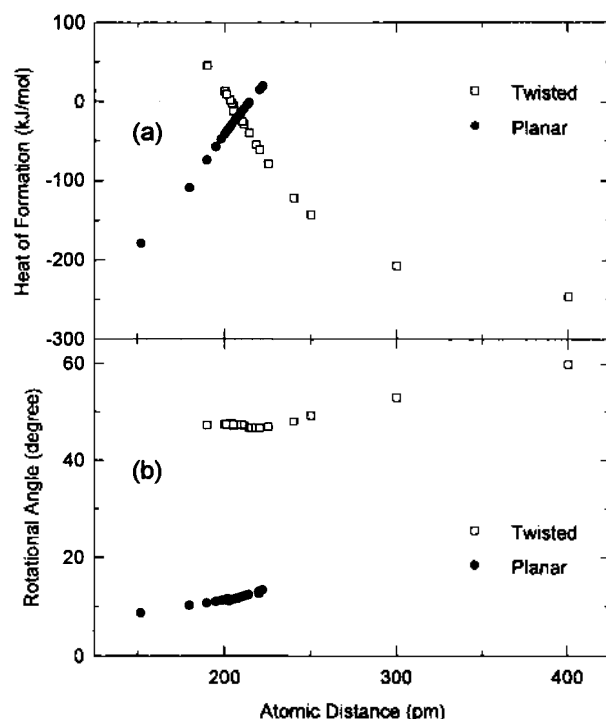 100
0
-100
-200
-300
Heat of Formation (kJ/mol)
(a)
Twisted
Planar
60
40
20
0
Rotational Angle (degree)
(b)
Twisted
Planar
200
300
400
Atomic Distance (pm)